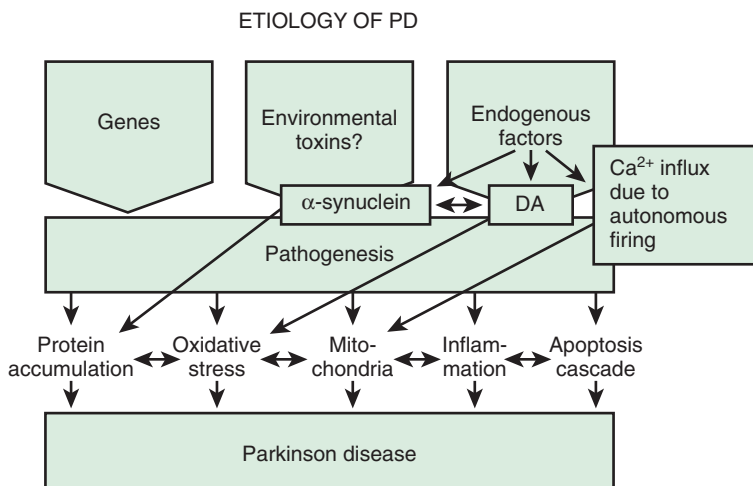 ETIOLOGY OF PD
Genes
Environmental
toxins?
Endogenous
factors
Ca²⁺ influx
due to
autonomous
firing
α-synuclein
DA
Pathogenesis
Protein
accumulation
Oxidative
stress
Mito-
chondria
Inflam-
mation
Apoptosis
cascade
Parkinson disease